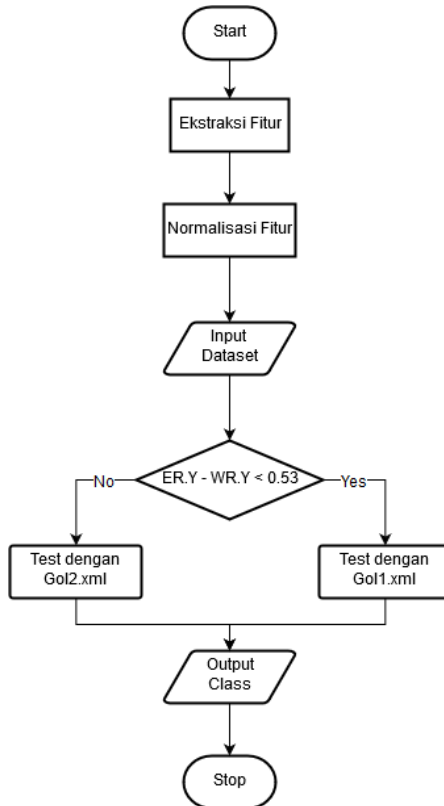 Start
Ekstraksi Fitur
Normalisasi Fitur
Input
Dataset
ER.Y - WR.Y < 0.53
No
Yes
Test dengan
Gol2.xml
Test dengan
Gol1.xml
Output
Class
Stop